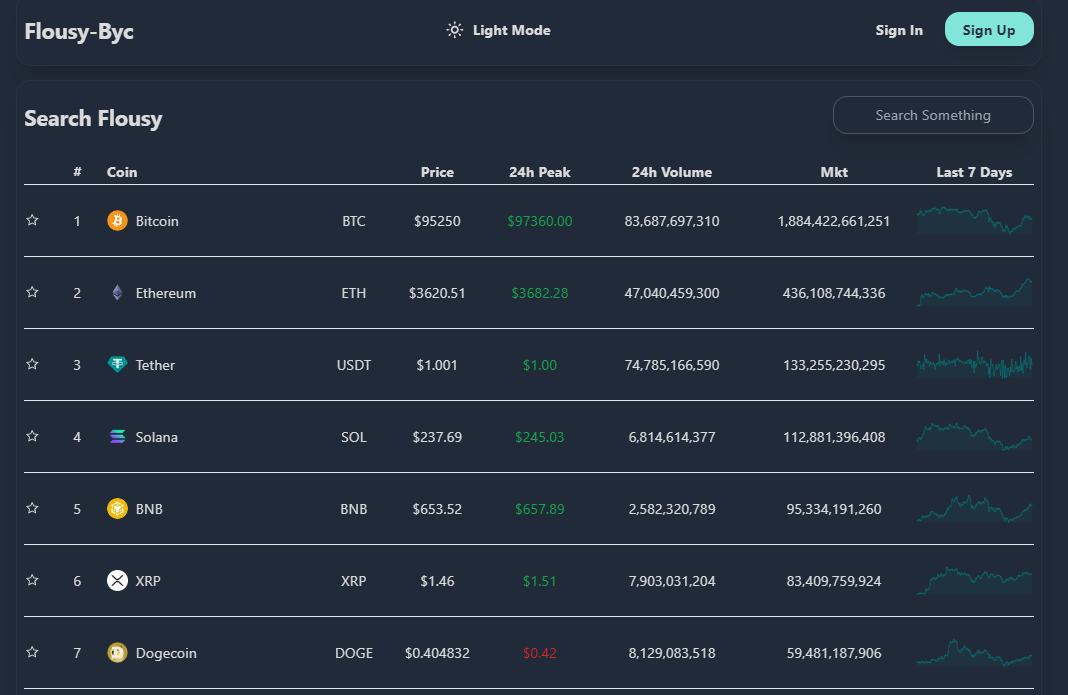 Flousy-Byc Light Mode Sign In Sign Up
Search Flousy Search Something
# Coin Price 24h Peak 24h Volume Mkt Last 7 Days
1 Bitcoin BTC $95250 $97360.00 83,687,697,310 1,884,422,661,251
2 Ethereum ETH $3620.51 $3682.28 47,040,459,300 436,108,744,336
3 Tether USDT $1.001 $1.00 74,785,166,590 133,255,230,295
4 Solana SOL $237.69 $245.03 6,814,614,377 112,881,396,408
5 BNB BNB $653.52 $657.89 2,582,320,789 95,334,191,260
6 XRP XRP $1.46 $1.51 7,903,031,204 83,409,759,924
7 Dogecoin DOGE $0.404832 $0.42 8,129,083,518 59,481,187,906